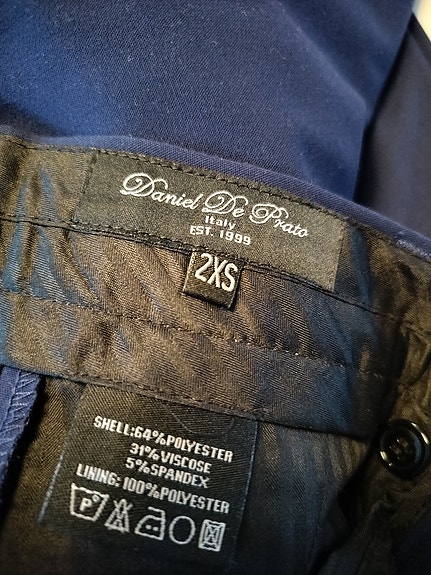 Daniel De Prato
Italy
EST. 1999
2XS
SHELL:64%POLYESTER
31%VISCOSE
5%SPANDEX
LINING: 100%POLYESTER
P